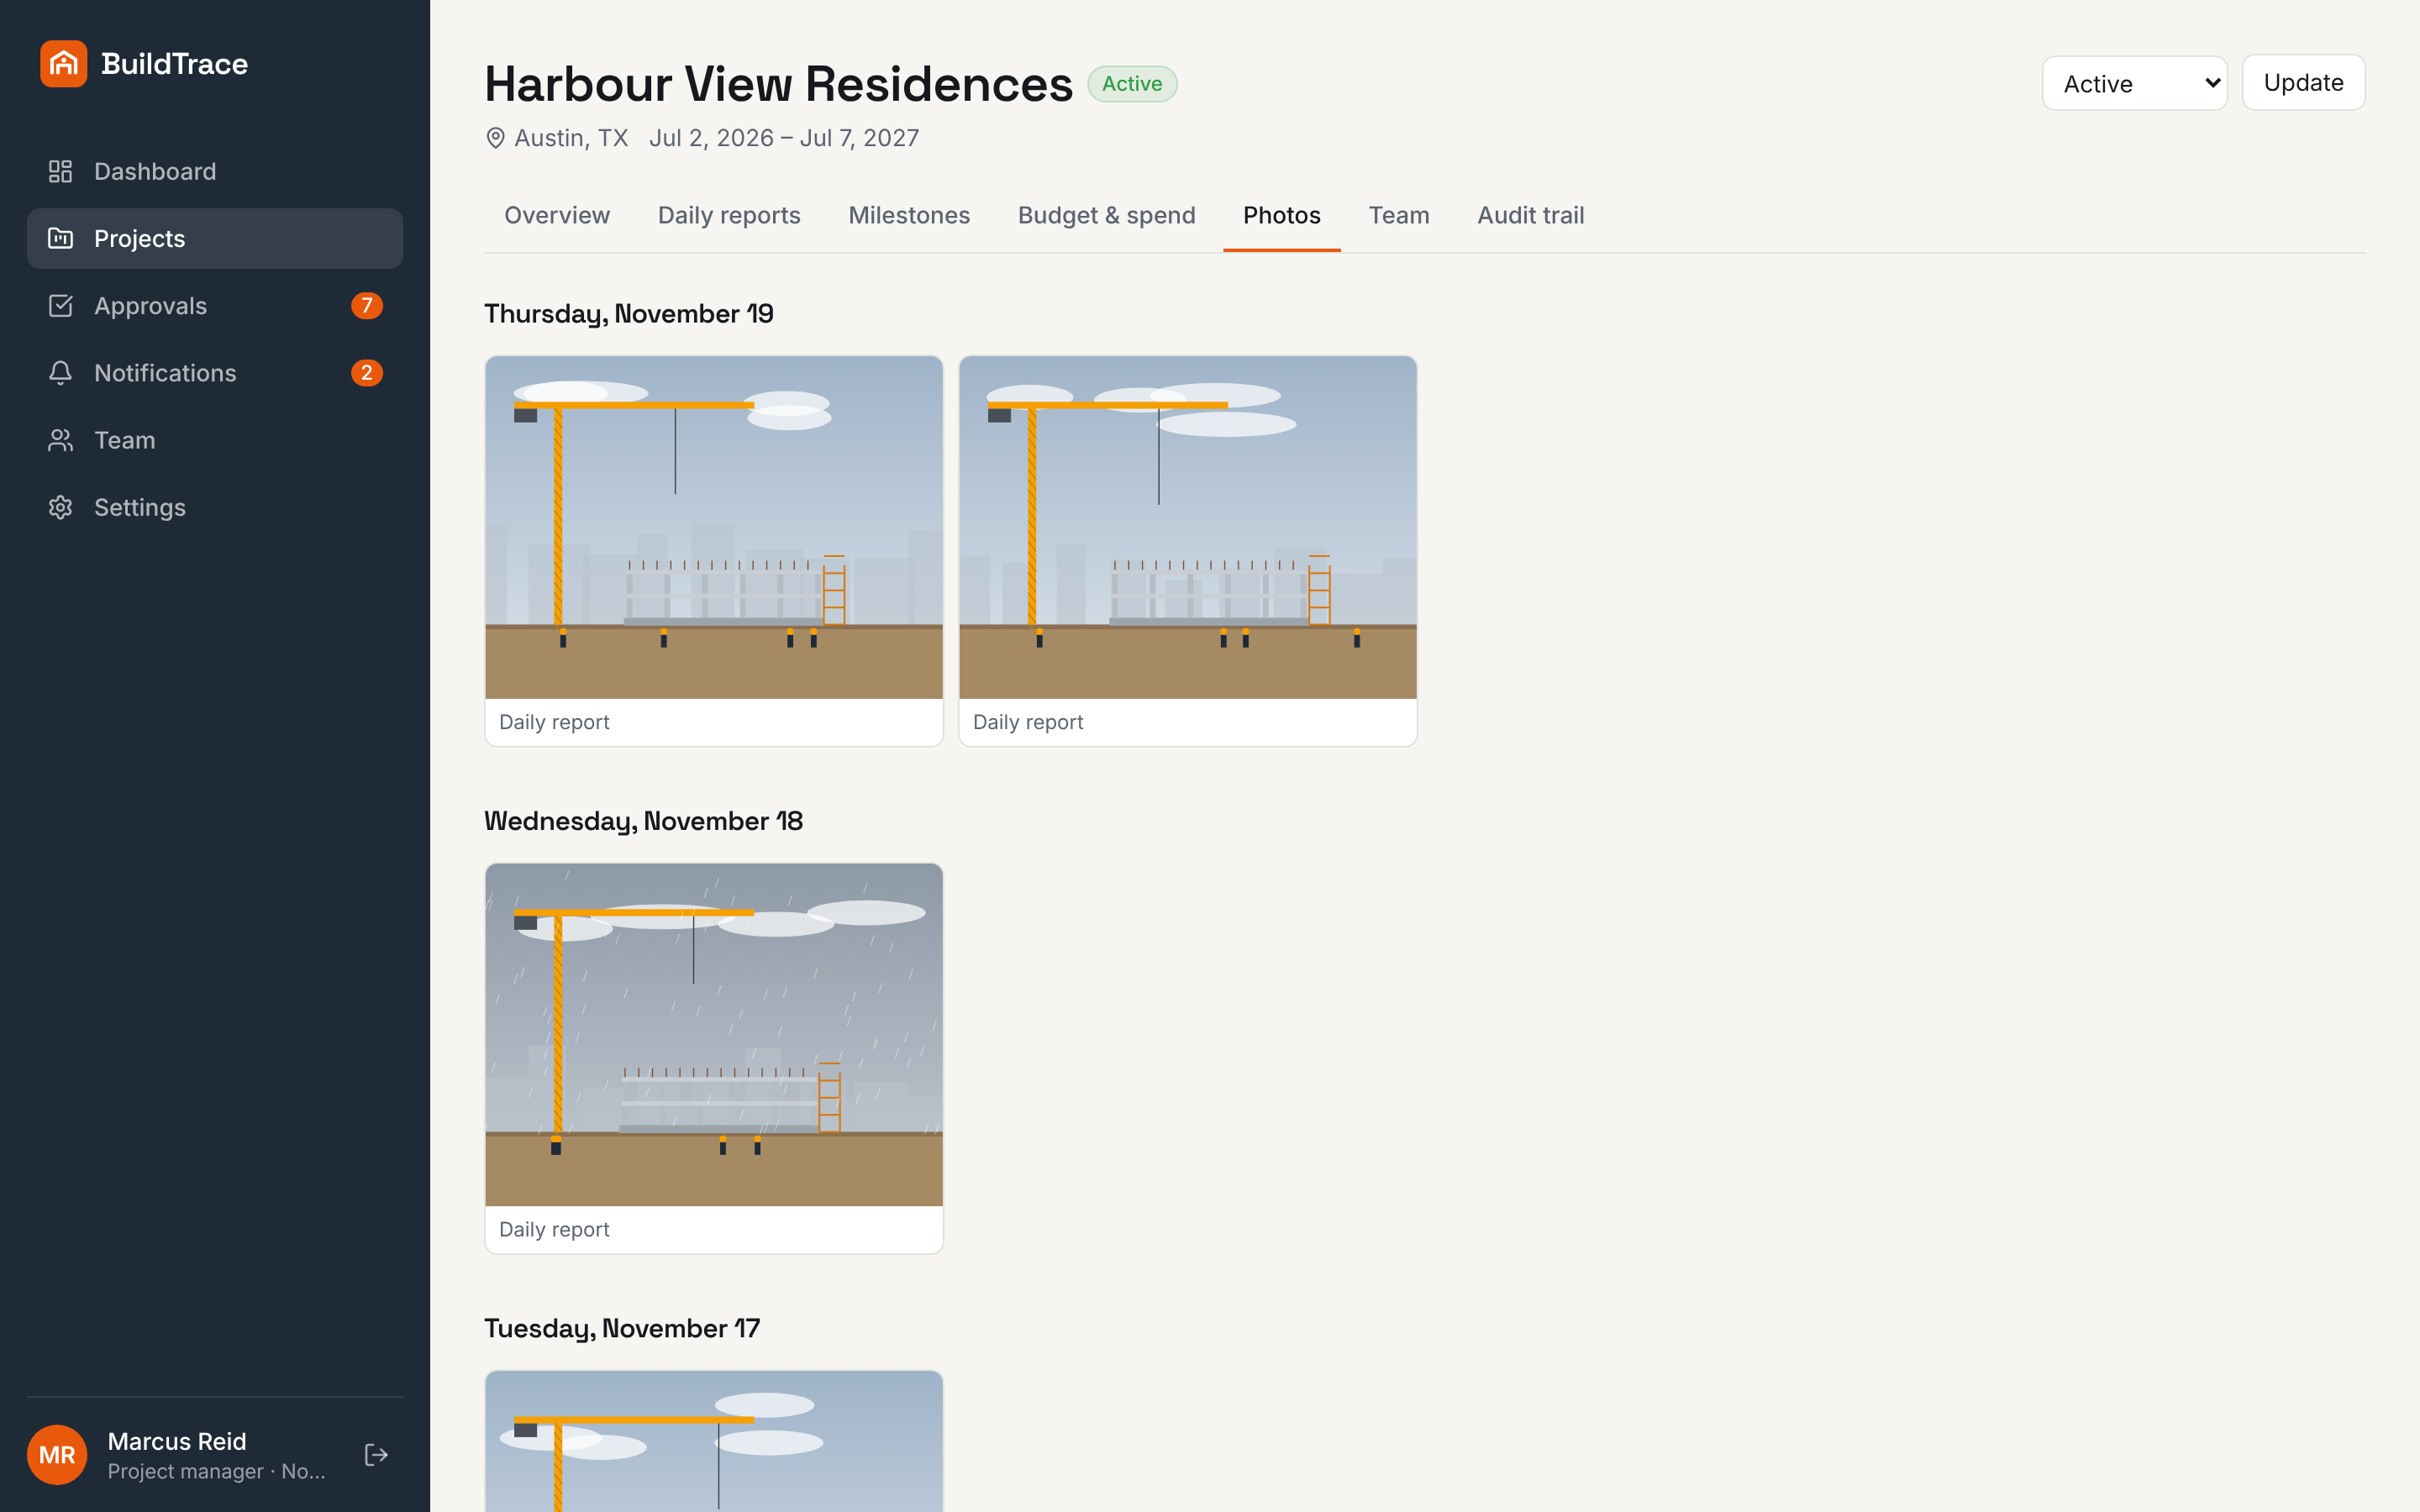 BuildTrace
Dashboard
Projects
Approvals 7
Notifications 2
Team
Settings
MR
Marcus Reid
Project manager · No...
Harbour View Residences Active
Active Update
Austin, TX Jul 2, 2026 – Jul 7, 2027
Overview Daily reports Milestones Budget & spend Photos Team Audit trail
Thursday, November 19
Daily report Daily report
Wednesday, November 18
Daily report
Tuesday, November 17